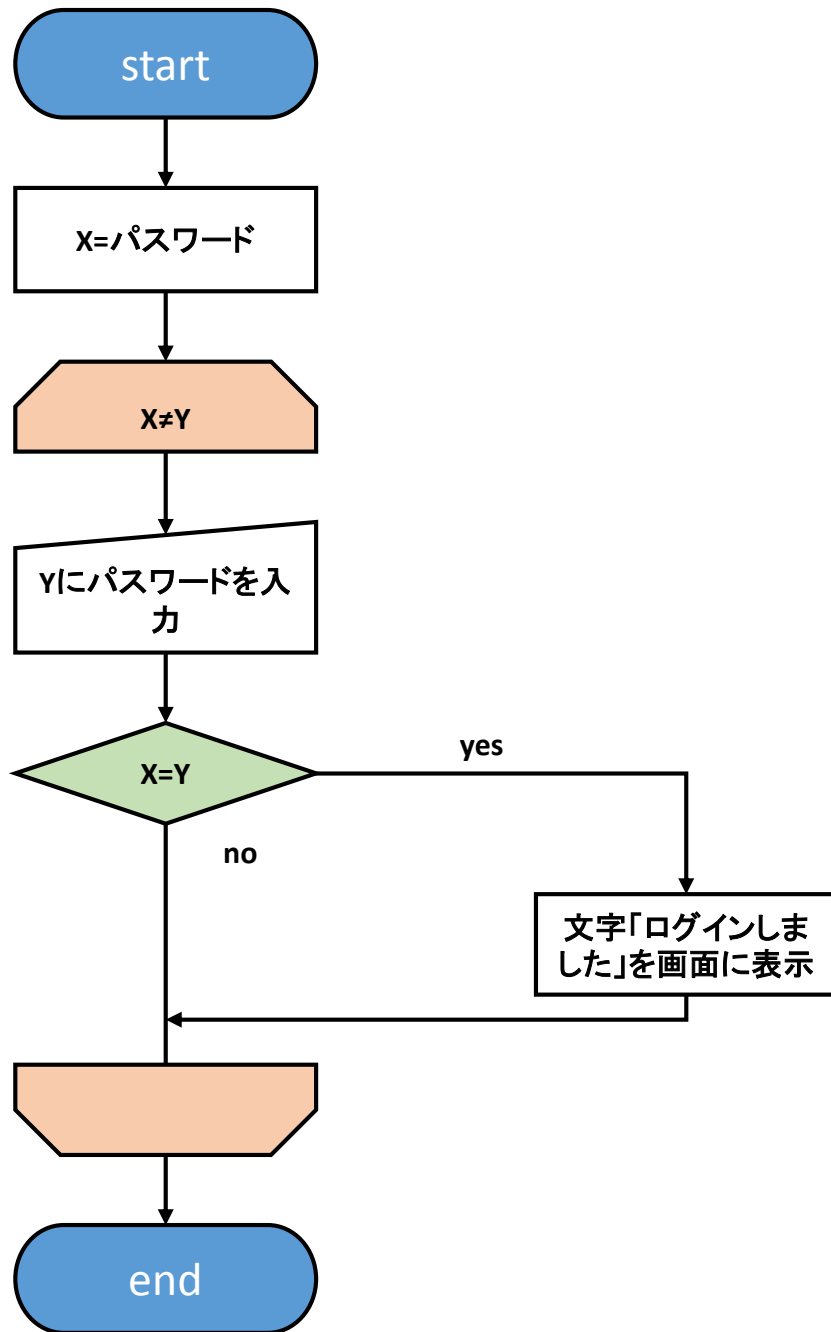 start
X=パスワード
X≠Y
Yにパスワードを入
力
X=Y
yes
no
文字「ログインしま
した」を画面に表示
end